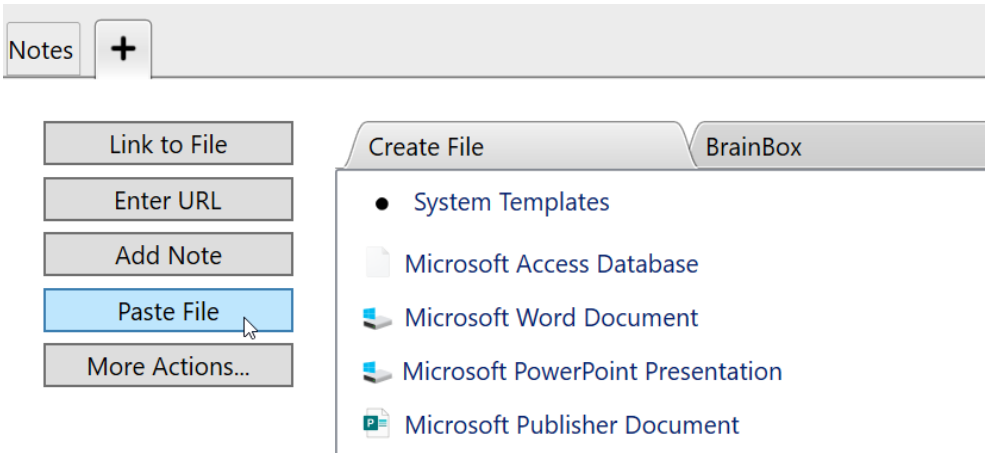 Notes +
Link to File
Enter URL
Add Note
Paste File
More Actions...
Create File
BrainBox
System Templates
Microsoft Access Database
Microsoft Word Document
Microsoft PowerPoint Presentation
Microsoft Publisher Document